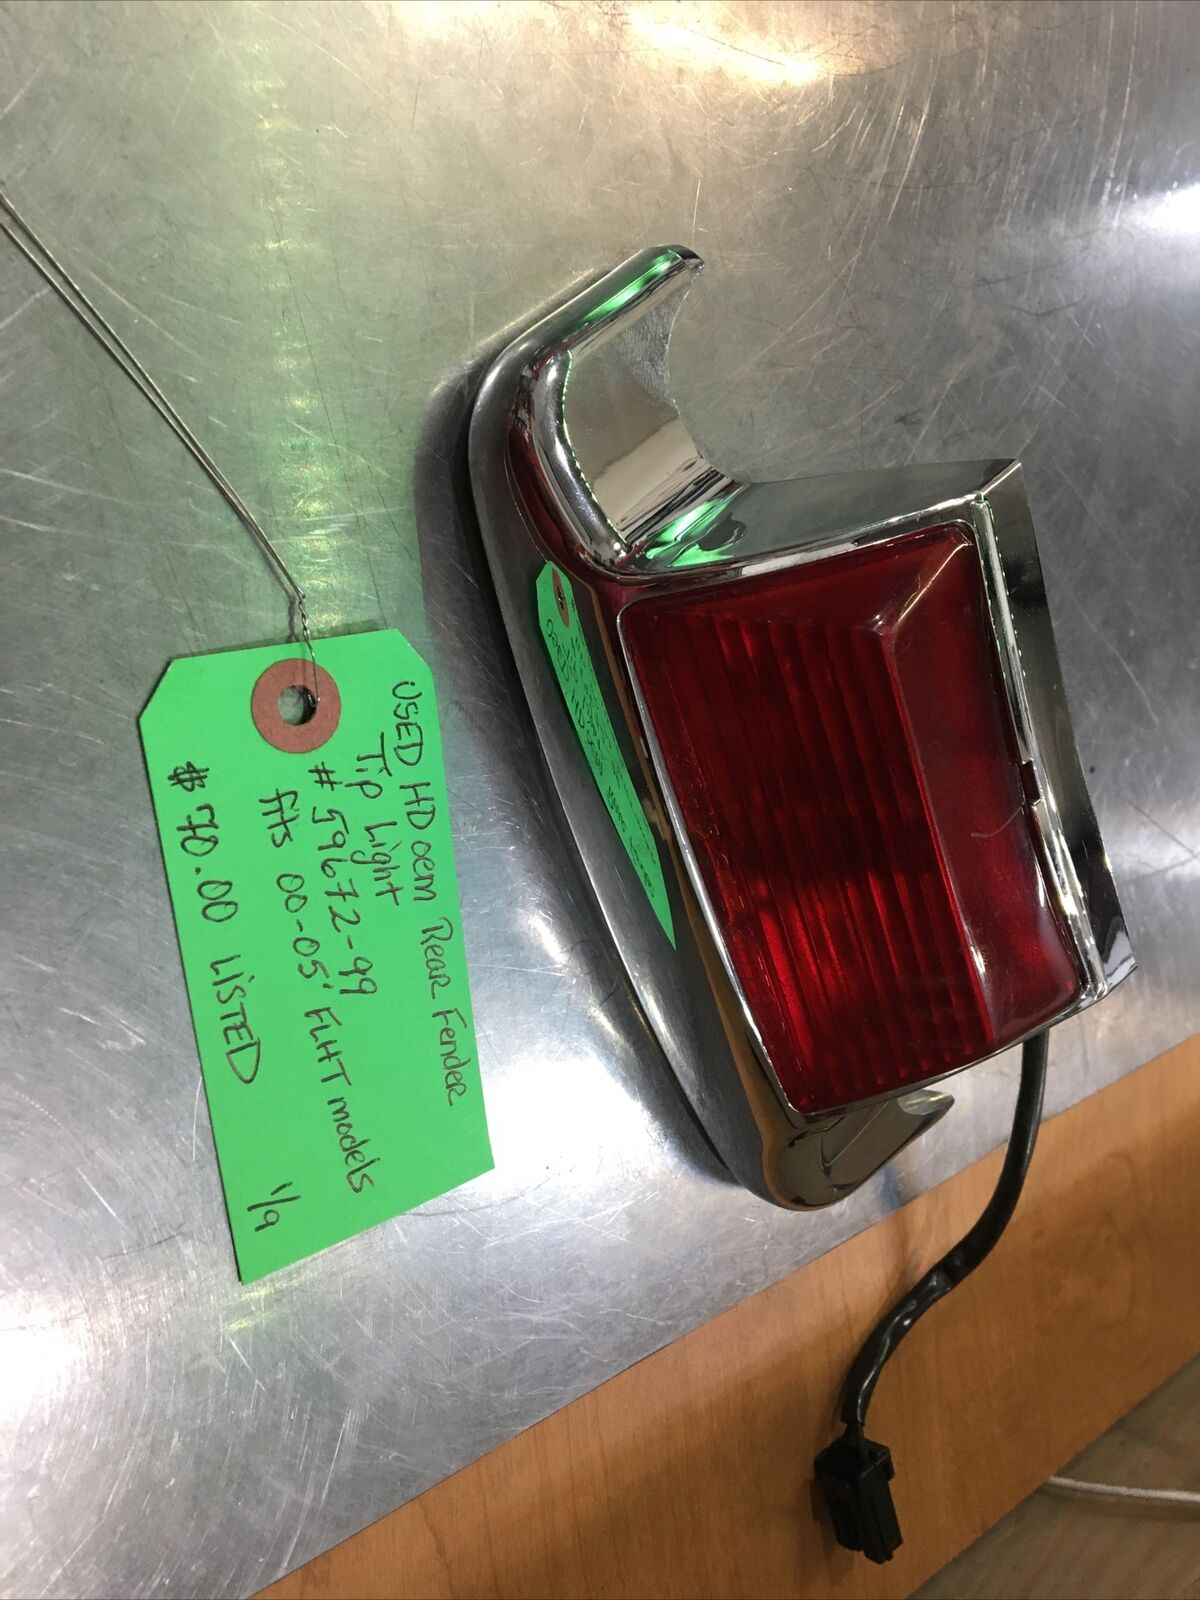 USED HD oem Rear Fender
Tip Light
# 59672-99
fits 00-05' FLHT models
$70.00 LISTED
1/9